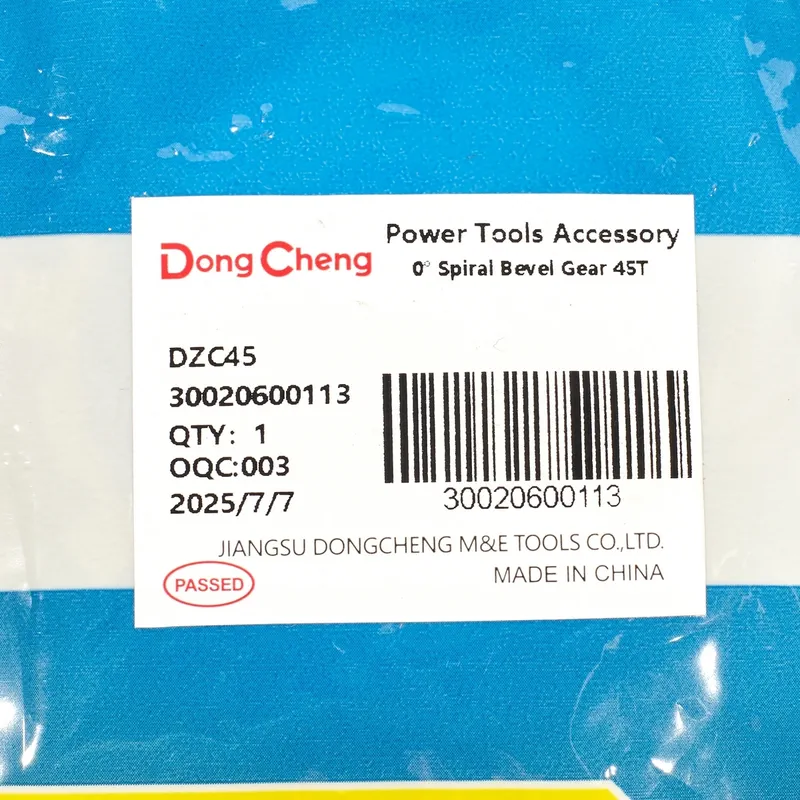 Dong Cheng
Power Tools Accessory
0° Spiral Bevel Gear 45T
DZC45
30020600113
QTY: 1
OQC:003
2025/7/7
30020600113
JIANGSU DONGCHENG M&E TOOLS CO.,LTD.
PASSED
MADE IN CHINA